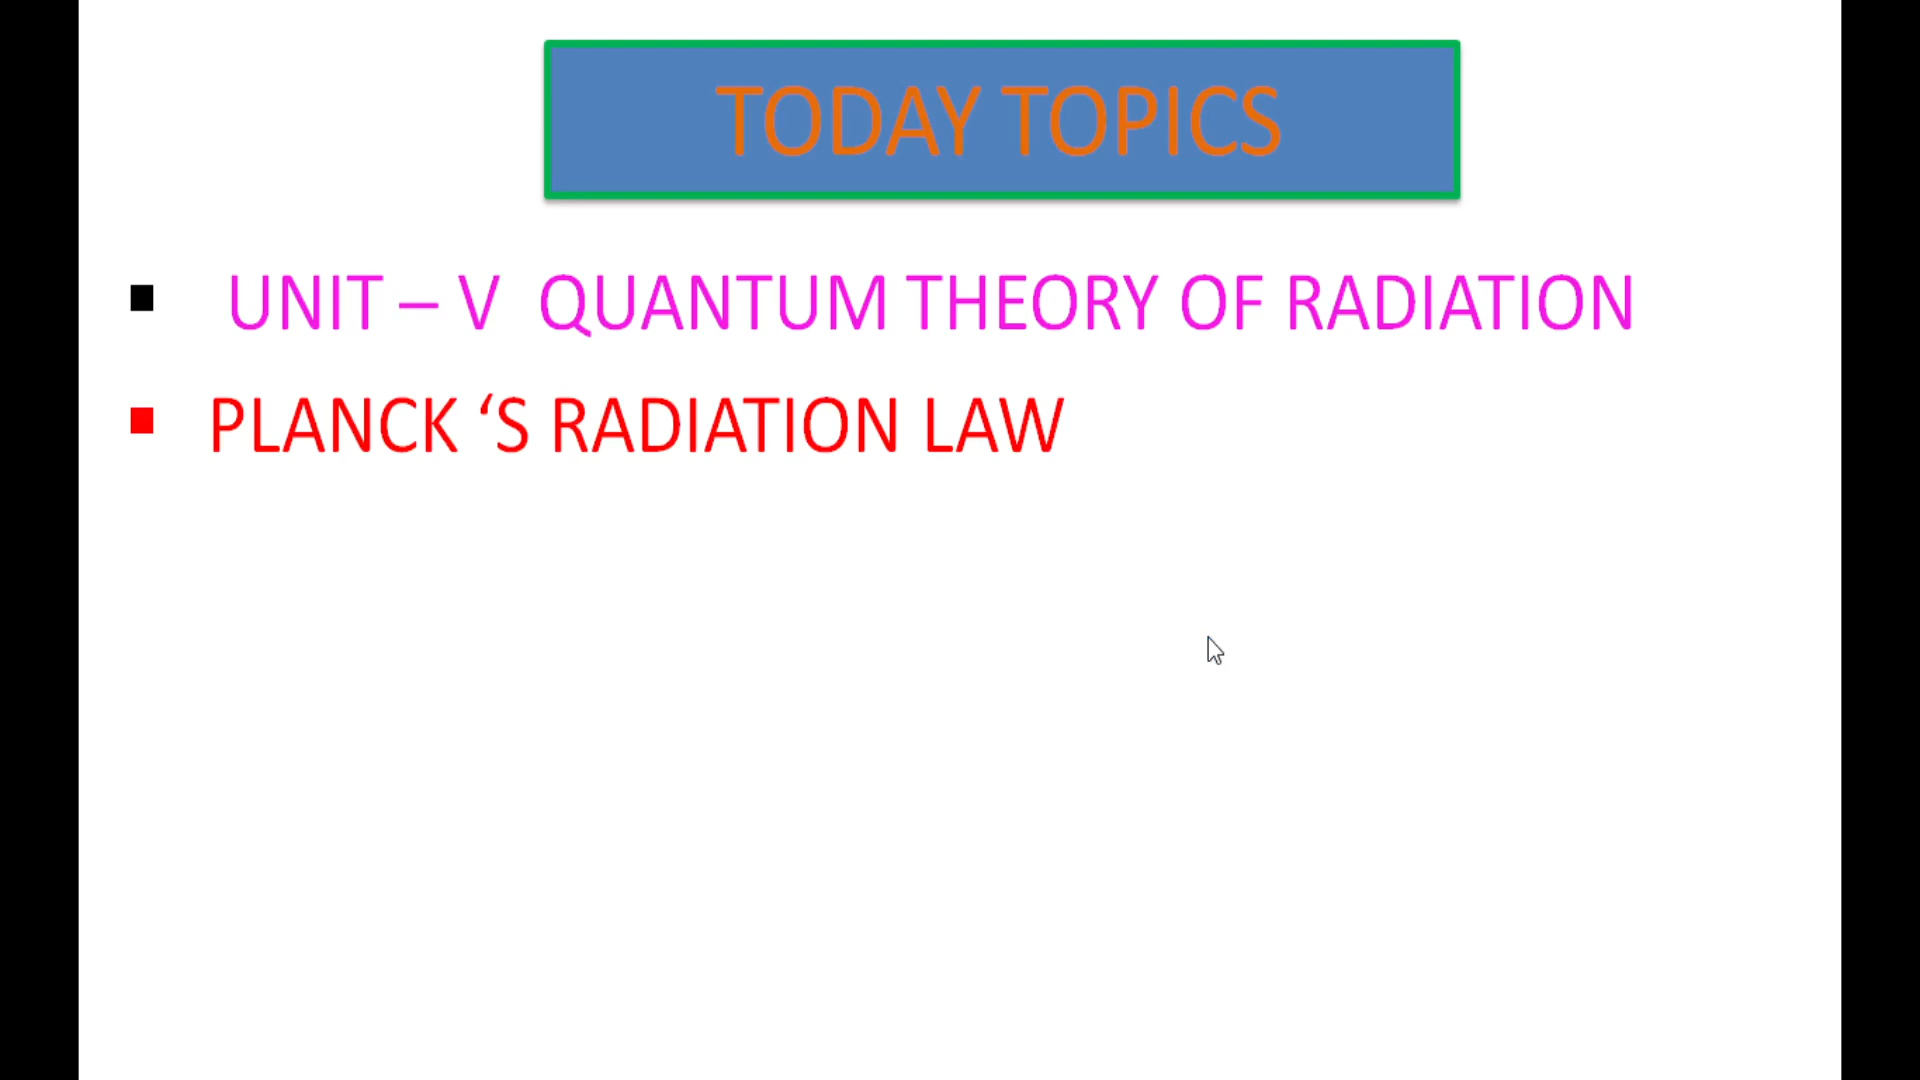 TODAY TOPICS
UNIT – V QUANTUM THEORY OF RADIATION
PLANCK ‘S RADIATION LAW